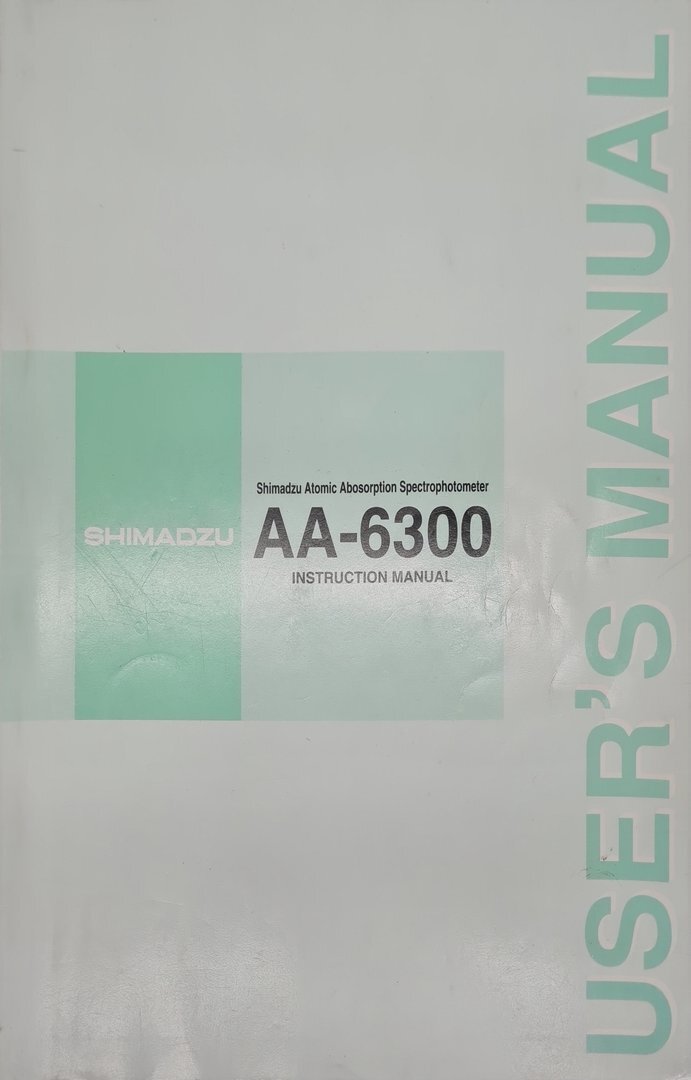 Shimadzu Atomic Abosorption Spectrophotometer
SHIMADZU
AA-6300
INSTRUCTION MANUAL
USER'S MANUAL